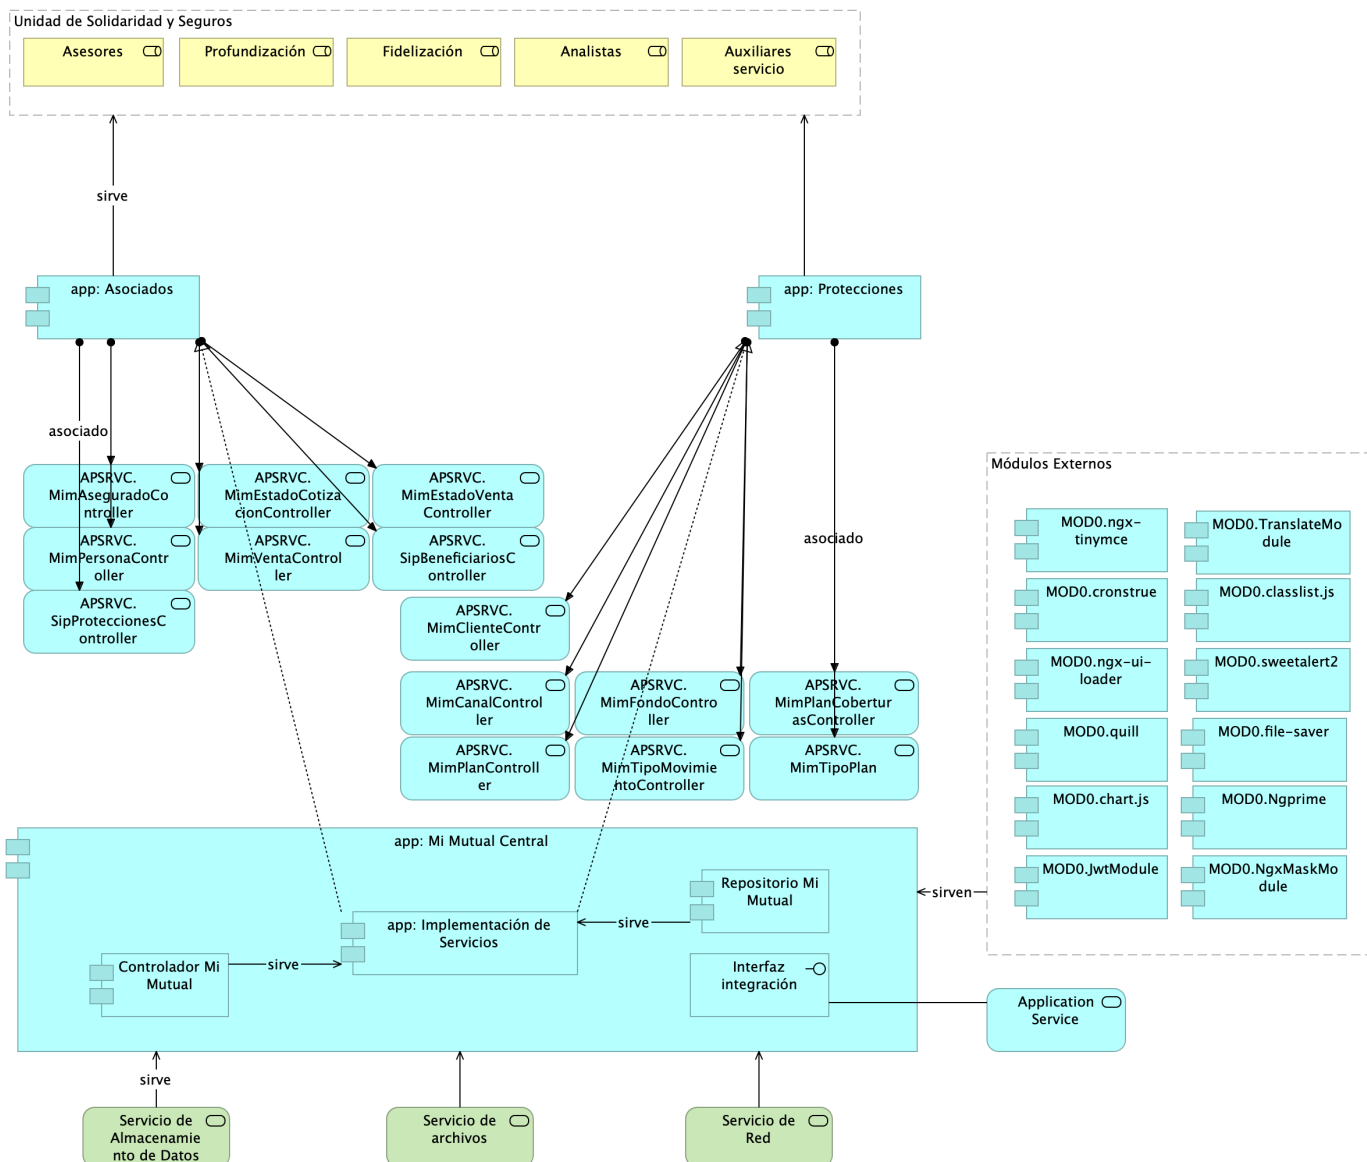 Unidad de Solidaridad y Seguros
Asesores
Profundización
Fidelización
Analistas
Auxiliares
servicio
sirve
app: Asociados
app: Protecciones
asociado
APSRVC.
MimAseguradoCo
ntroller
APSRVC.
MimEstadoCotiza
cionController
APSRVC.
MimEstadoVenta
Controller
APSRVC.
MimPersonaContr
oller
APSRVC.
MimVentaControl
ler
APSRVC.
SipBeneficiariosC
ontroller
APSRVC.
SipProteccionesC
ontroller
asociado
APSRVC.
MimClienteContr
oller
APSRVC.
MimCanalControl
ler
APSRVC.
MimFondoContro
ller
APSRVC.
MimPlanCobertur
asController
APSRVC.
MimPlanControll
er
APSRVC.
MimTipoMovimie
ntoController
APSRVC.
MimTipoPlan
Módulos Externos
MOD0.ngx-
tinymce
MOD0.TranslateMo
dule
MOD0.cronstrue
MOD0.classlist.js
MOD0.ngx-ui-
loader
MOD0.sweetalert2
MOD0.quill
MOD0.file-saver
MOD0.chart.js
MOD0.Ngprime
MOD0.JwtModule
MOD0.NgxMaskMo
dule
sirven
app: Mi Mutual Central
Repositorio Mi
Mutual
app: Implementación de
Servicios
sirve
Controlador Mi
Mutual
sirve
Interfaz
integración
Application
Service
sirve
Servicio de
Almacenamie
nto de Datos
Servicio de
archivos
Servicio de
Red